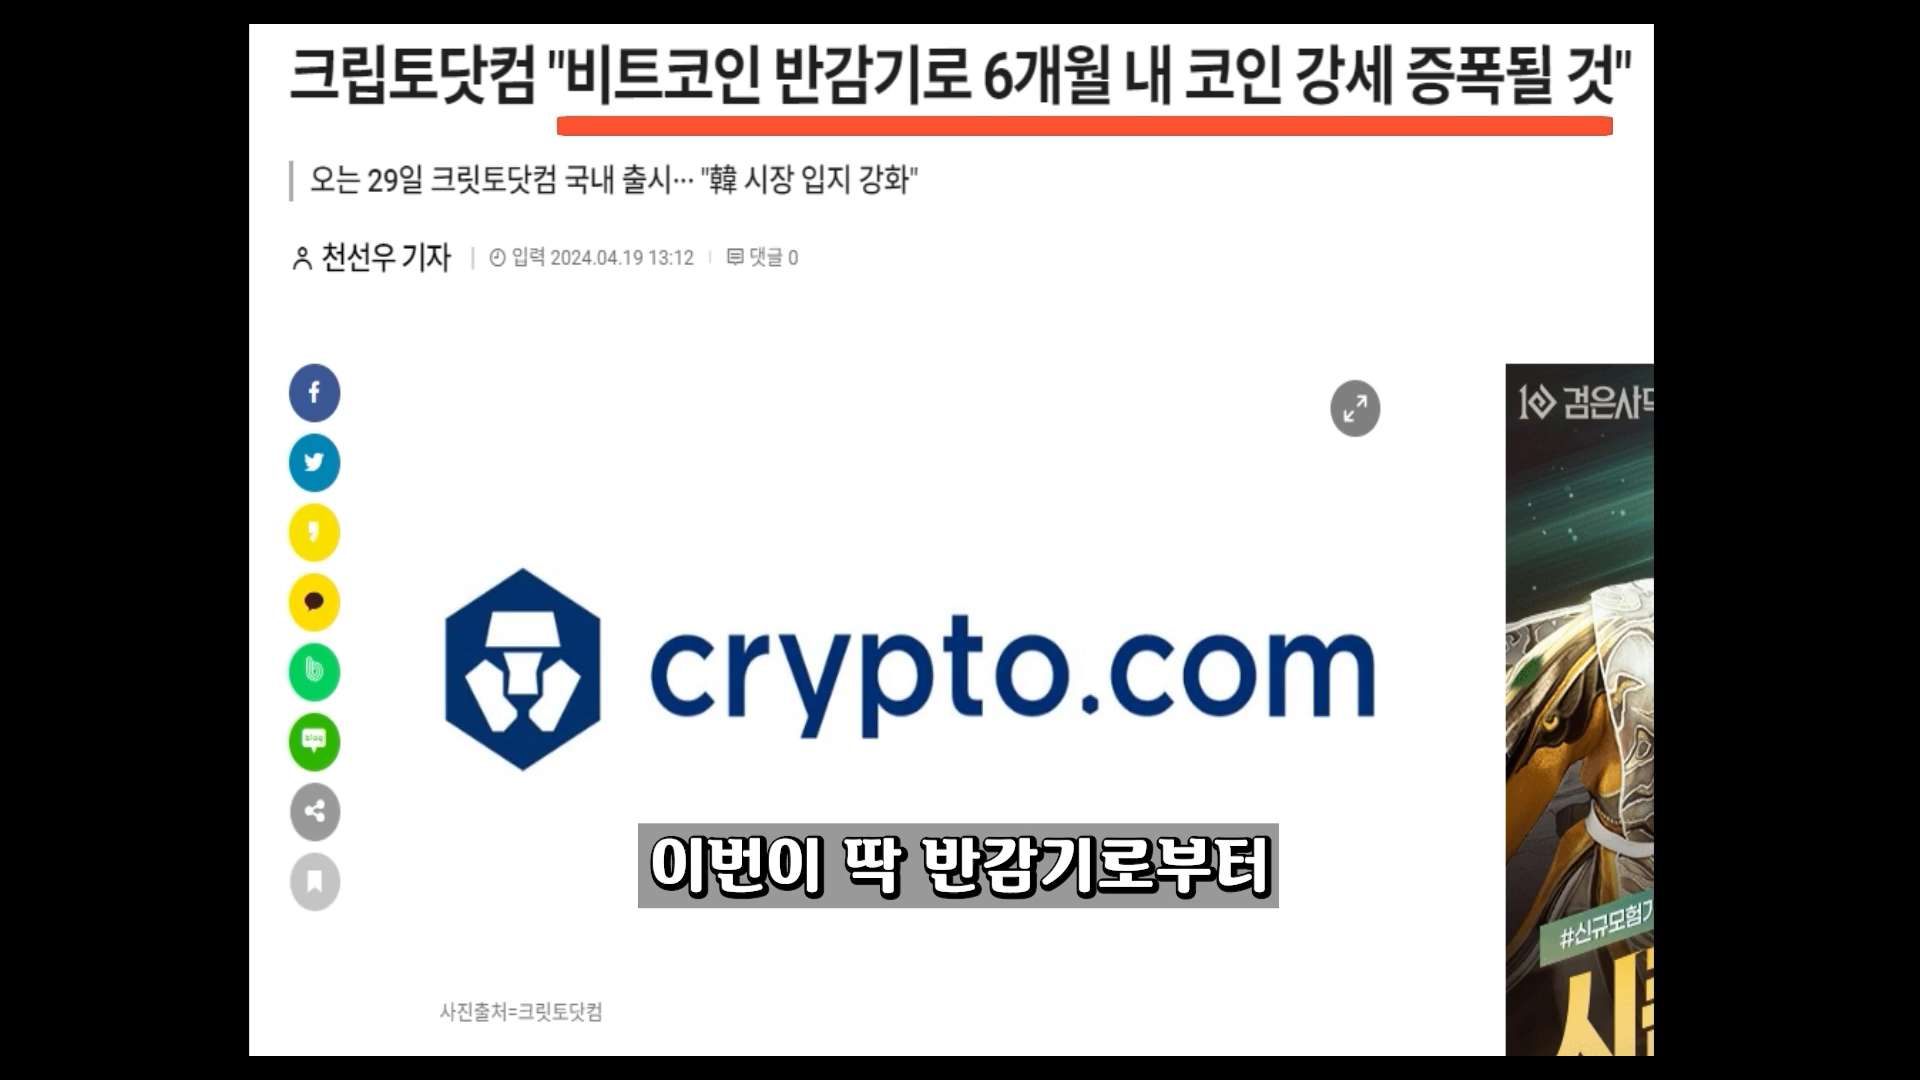 크립토닷컴 "비트코인 반감기로 6개월 내 코인 강세 증폭될 것"
오는 29일 크릿토닷컴 국내 출시… "韓 시장 입지 강화"
천선우 기자 입력 2024.04.19 13:12 댓글 0
검은사
crypto.com
이번이 딱 반감기로부터
#신규모험가
사진출처=크릿토닷컴